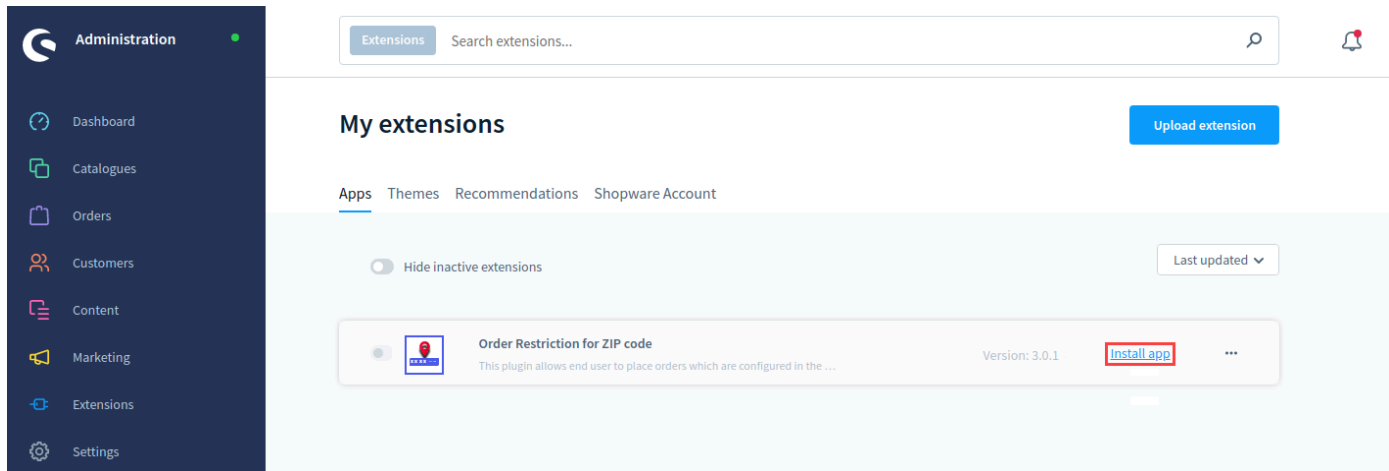 Administration
Dashboard
Catalogues
Orders
Customers
Content
Marketing
Extensions
Settings
Extensions Search extensions...
My extensions
Upload extension
Apps Themes Recommendations Shopware Account
Hide inactive extensions
Last updated
Order Restriction for ZIP code
This plugin allows end user to place orders which are configured in the ...
Version: 3.0.1
Install app